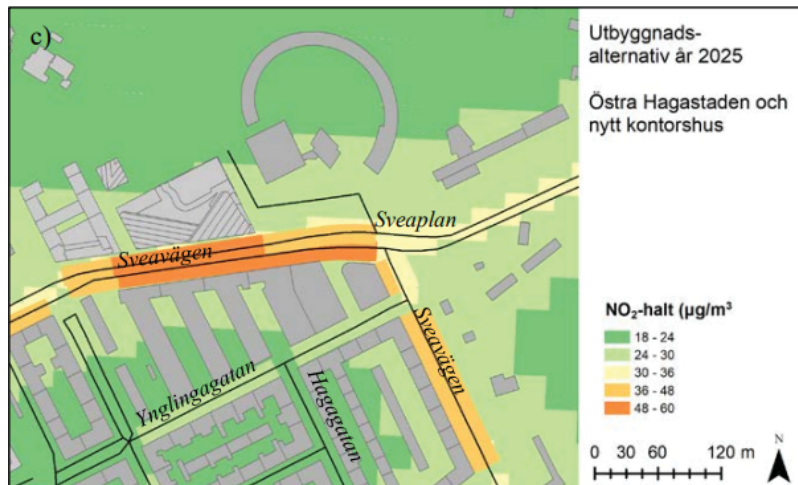 c)
Utbyggnads-
alternativ år 2025
Östra Hagastaden och
nytt kontorshus
Sveaplan
Sveavägen
Sveavägen
Ynglingagatan
Hagagatan
NO₂-halt (µg/m³
18 - 24
24 - 30
30 - 36
36 - 48
48 - 60
0 30 60 120 m
N